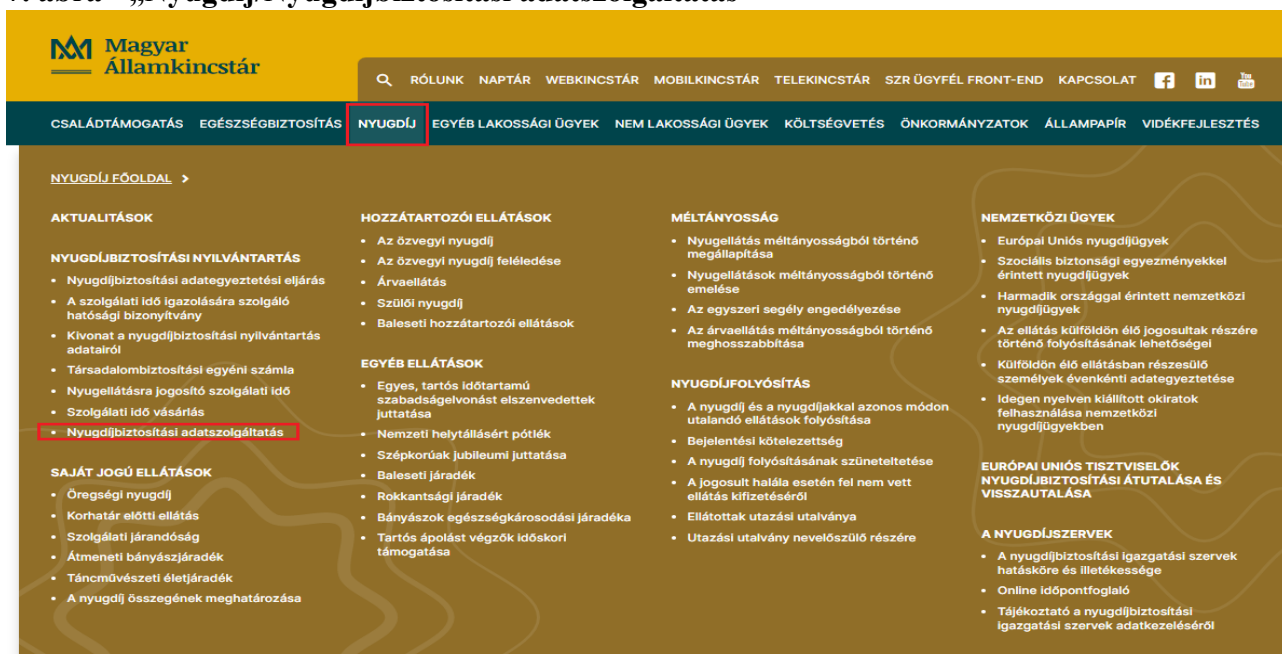 Magyar
Államkincstár
RÓLUNK NAPTÁR WEBKINCSTÁR MOBILKINCSTÁR TELEKINCSTÁR SZR ÜGYFÉL FRONT-END KAPCSOLAT
CSALÁDTÁMOGATÁS EGÉSZSÉGBIZTOSÍTÁS NYUGDÍJ EGYÉB LAKOSSÁGI ÜGYEK NEM LAKOSSÁGI ÜGYEK KÖLTSÉGVETÉS ÖNKORMÁNYZATOK ÁLLAMPAPÍR VIDÉKFEJLESZTÉS
NYUGDÍJ FŐOLDAL >
AKTUALITÁSOK
NYUGDÍJBIZTOSÍTÁSI NYILVÁNTARTÁS
• Nyugdíjbiztosítási adategyeztetési eljárás
• A szolgálati idő igazolására szolgáló
hatósági bizonyítvány
• Kivonat a nyugdíjbiztosítási nyilvántartás
adatairól
• Társadalombiztosítási egyéni számla
• Nyugellátásra jogosító szolgálati idő
• Szolgálati idő vásárlás
• Nyugdíjbiztosítási adatszolgáltatás
SAJÁT JOGÚ ELLÁTÁSOK
• Öregségi nyugdíj
• Korhatár előtti ellátás
• Szolgálati járandóság
• Átmeneti bányászjáradék
• Táncművészeti életjáradék
• A nyugdíj összegének meghatározása
HOZZÁTARTOZÓI ELLÁTÁSOK
• Az özvegyi nyugdíj
• Az özvegyi nyugdíj feléledése
• Árvaellátás
• Szülői nyugdíj
• Baleseti hozzátartozói ellátások
EGYÉB ELLÁTÁSOK
• Egyes, tartós időtartamú
szabadságelvonást elszenvedettek
juttatása
• Nemzeti helytállásért pótlék
• Szépkorúak jubileumi juttatása
• Baleseti járadék
• Rokkantsági járadék
• Bányászok egészségkárosodási járadéka
• Tartós ápolást végzők időskori
támogatása
MÉLTÁNYOSSÁG
• Nyugellátás méltányosságból történő
megállapítása
• Nyugellátások méltányosságból történő
emelése
• Az egyszeri segély engedélyezése
• Az árvaellátás méltányosságból történő
meghosszabbítása
NYUGDÍJFOLYÓSÍTÁS
• A nyugdíj és a nyugdíjakkal azonos módon
utalandó ellátások folyósítása
• Bejelentési kötelezettség
• A nyugdíj folyósításának szüneteltetése
• A jogosult halála esetén fel nem vett
ellátás kifizetéséről
• Ellátottak utazási utalványa
• Utazási utalvány nevelőszülő részére
NEMZETKÖZI ÜGYEK
• Európai Uniós nyugdíjügyek
• Szociális biztonsági egyezményekkel
érintett nyugdíjügyek
• Harmadik országgal érintett nemzetközi
nyugdíjügyek
• Az ellátás külföldön élő jogosultak részére
történő folyósításának lehetőségei
• Külföldön élő ellátásban részesülő
személyek évenkénti adategyeztetése
• Idegen nyelven kiállított okiratok
felhasználása nemzetközi
nyugdíjügyekben
EURÓPAI UNIÓS TISZTVISELŐK
NYUGDÍJBIZTOSÍTÁSI ÁTUTALÁSA ÉS
VISSZAUTALÁSA
A NYUGDÍJSZERVEK
• A nyugdíjbiztosítási igazgatási szervek
hatásköre és illetékessége
• Online időpontfoglaló
• Tájékoztató a nyugdíjbiztosítási
igazgatási szervek adatkezeléséről